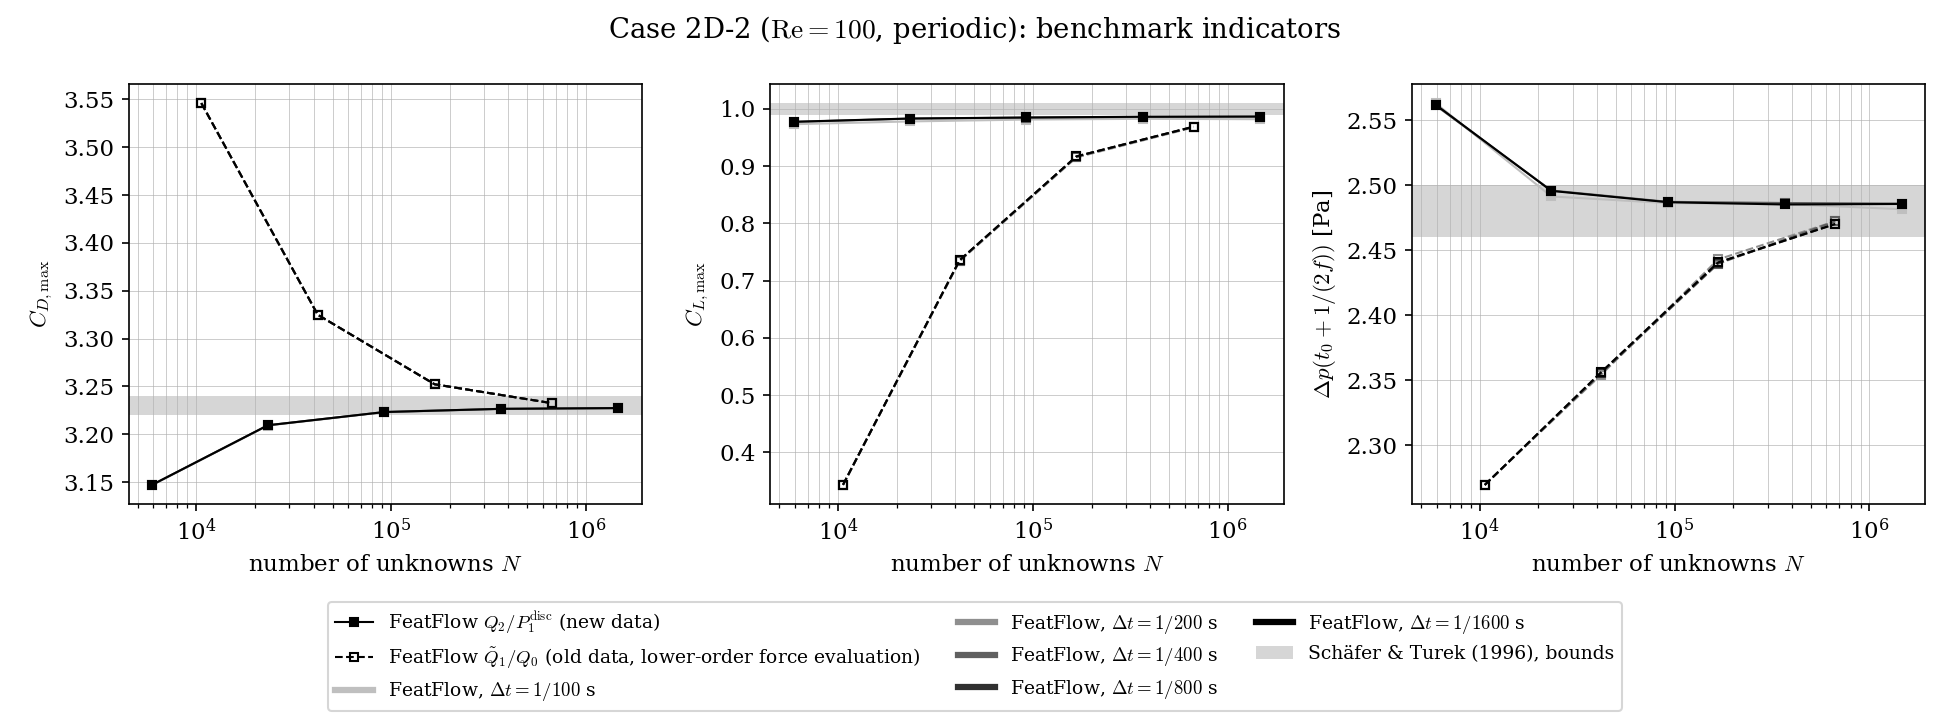 Case 2D-2 (Re = 100, periodic): benchmark indicators
3.55
3.50
3.45
3.40
3.35
3.30
3.25
3.20
3.15
C_{D,max}
10^4
10^5
10^6
number of unknowns N
1.0
0.9
0.8
0.7
0.6
0.5
0.4
C_{L,max}
10^4
10^5
10^6
number of unknowns N
2.55
2.50
2.45
2.40
2.35
2.30
Δp(t_0 + 1/(2f)) [Pa]
10^4
10^5
10^6
number of unknowns N
FeatFlow Q_2/P_1^{disc} (new data)
FeatFlow Q̃_1/Q_0 (old data, lower-order force evaluation)
FeatFlow, Δt = 1/100 s
FeatFlow, Δt = 1/200 s
FeatFlow, Δt = 1/400 s
FeatFlow, Δt = 1/800 s
FeatFlow, Δt = 1/1600 s
Schäfer & Turek (1996), bounds